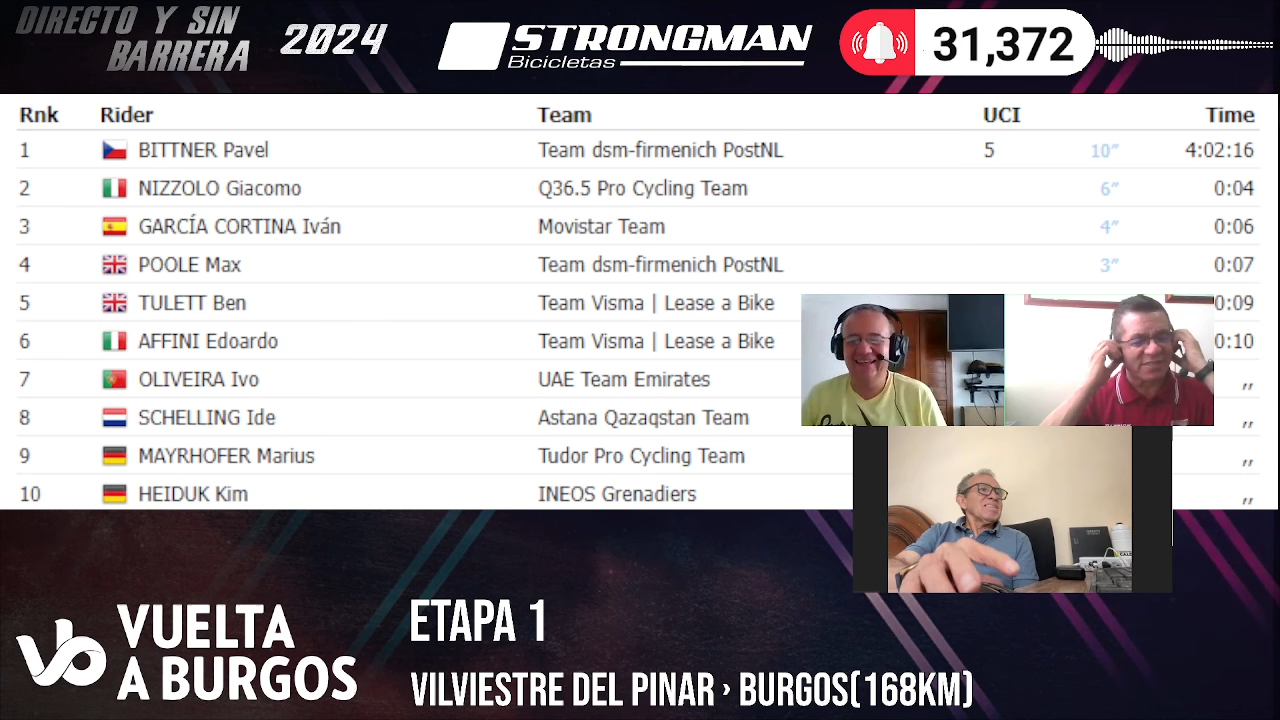 DIRECTO Y SIN BARRERA 2024
STRONGMAN
Bicicletas
31,372
Rnk Rider Team UCI Time
1 BITTNER Pavel Team dsm-firmenich PostNL 5 10″ 4:02:16
2 NIZZOLO Giacomo Q36.5 Pro Cycling Team 6″ 0:04
3 GARCÍA CORTINA Iván Movistar Team 4″ 0:06
4 POOLE Max Team dsm-firmenich PostNL 3″ 0:07
5 TULETT Ben Team Visma | Lease a Bike 0:09
6 AFFINI Edoardo Team Visma | Lease a Bike 0:10
7 OLIVEIRA Ivo UAE Team Emirates ,,
8 SCHELLING Ide Astana Qazaqstan Team ,,
9 MAYRHOFER Marius Tudor Pro Cycling Team ,,
10 HEIDUK Kim INEOS Grenadiers ,,
vb
VUELTA
A BURGOS
ETAPA 1
VILVIESTRE DEL PINAR › BURGOS(168KM)